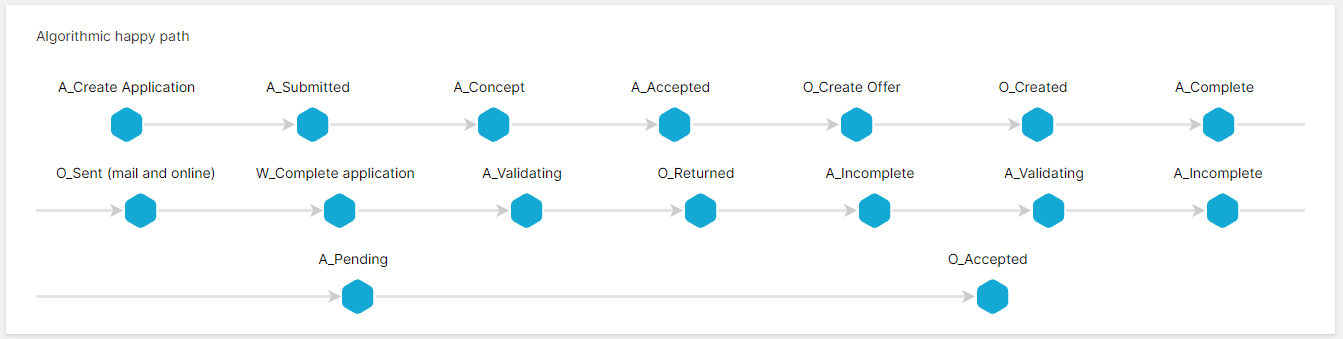 Algorithmic happy path
A_Create Application A_Submitted A_Concept A_Accepted O_Create Offer O_Created A_Complete
O_Sent (mail and online) W_Complete application A_Validating O_Returned A_Incomplete A_Validating A_Incomplete
A_Pending O_Accepted